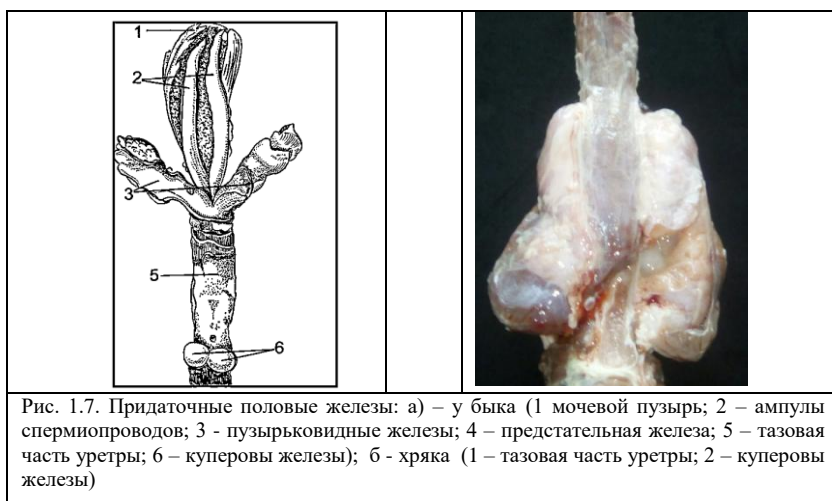 1
2
3
5
6
Рис. 1.7. Придаточные половые железы: а) – у быка (1 мочевой пузырь; 2 – ампулы
спермиопроводов; 3 - пузырьковидные железы; 4 – предстательная железа; 5 – тазовая
часть уретры; 6 – куперовы железы); б - хряка (1 – тазовая часть уретры; 2 – куперовы
железы)